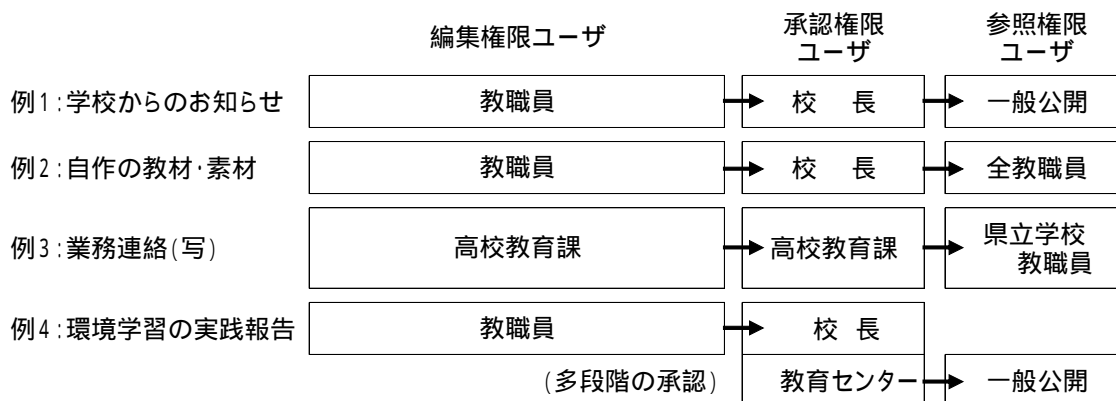 編集権限ユーザ
承認権限
ユーザ
参照権限
ユーザ
例1:学校からのお知らせ 教職員 校 長 一般公開
例2:自作の教材・素材 教職員 校 長 全教職員
例3:業務連絡(写) 高校教育課 高校教育課 県立学校
教職員
例4:環境学習の実践報告 教職員 校 長
(多段階の承認) 教育センター 一般公開